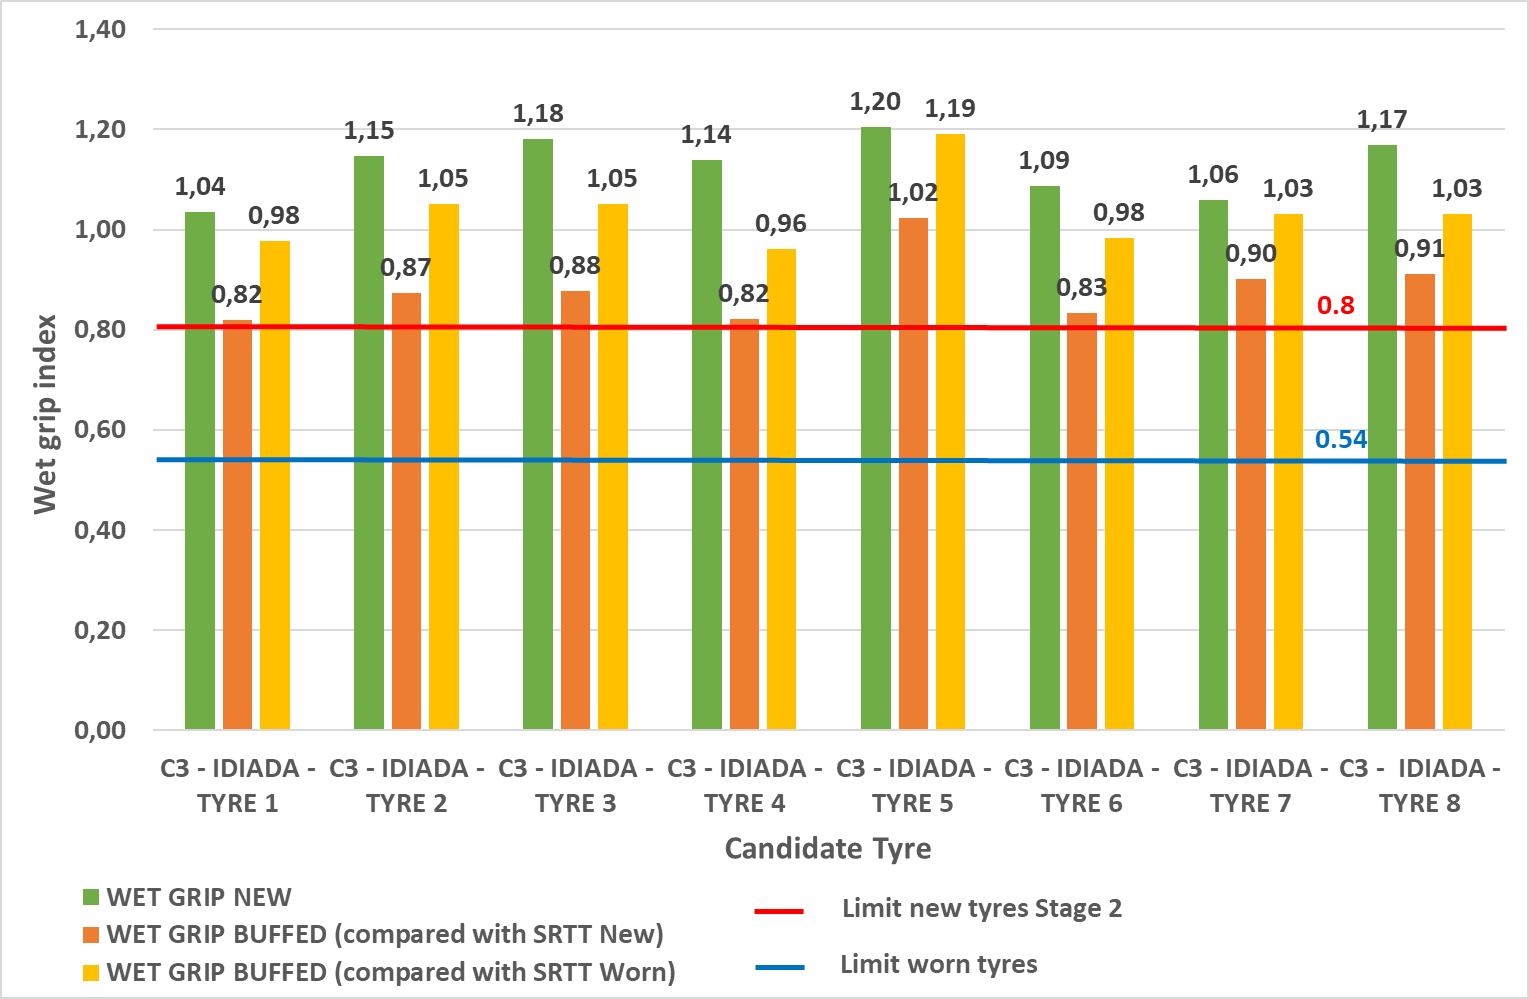 1,40
1,20
1,00
0,80
0,60
0,40
0,20
0,00
Wet grip index
1,04
0,82
0,98
1,15
0,87
1,05
1,18
0,88
1,05
1,14
0,82
0,96
1,20
1,02
1,19
1,09
0,83
0,98
1,06
0,90
1,03
1,17
0,91
1,03
0.8
0.54
C3 - IDIADA -
TYRE 1
C3 - IDIADA -
TYRE 2
C3 - IDIADA -
TYRE 3
C3 - IDIADA -
TYRE 4
C3 - IDIADA -
TYRE 5
C3 - IDIADA -
TYRE 6
C3 - IDIADA -
TYRE 7
C3 - IDIADA -
TYRE 8
Candidate Tyre
WET GRIP NEW
WET GRIP BUFFED (compared with SRTT New)
WET GRIP BUFFED (compared with SRTT Worn)
Limit new tyres Stage 2
Limit worn tyres